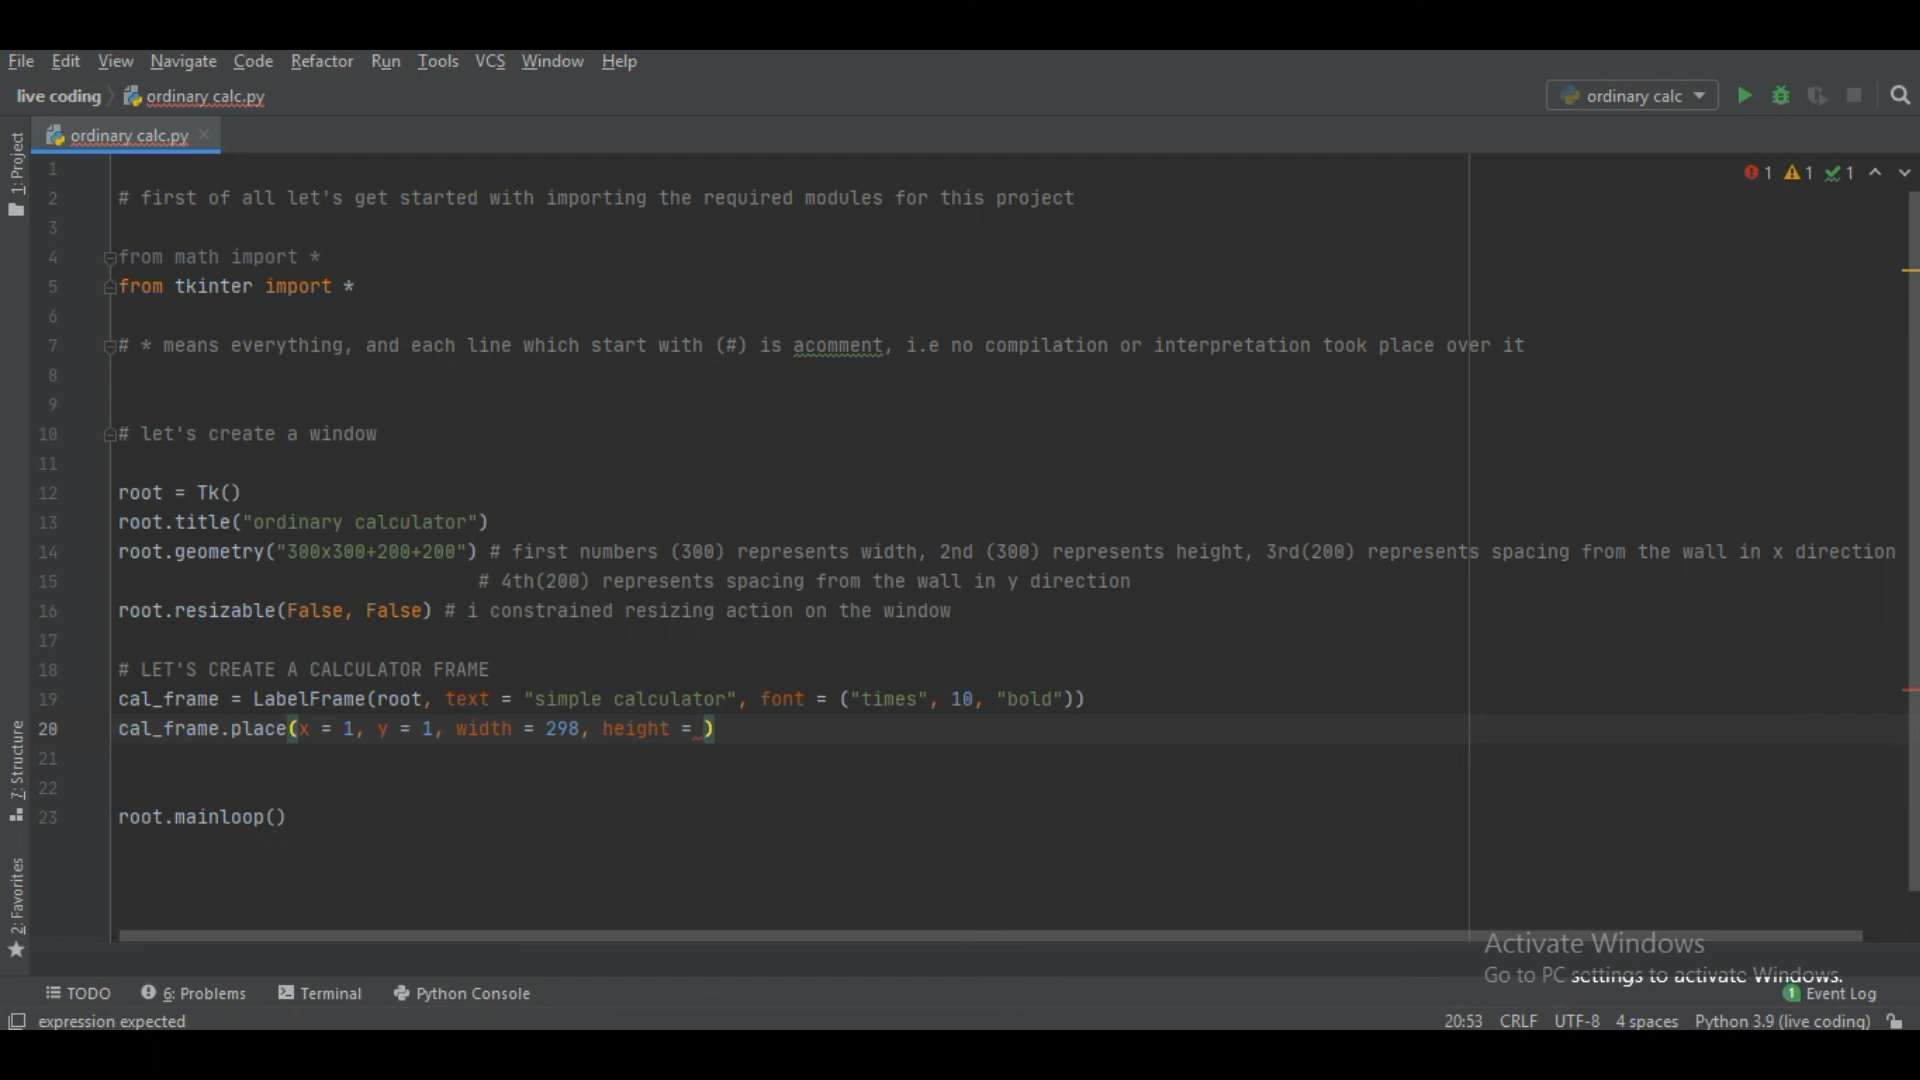 File Edit View Navigate Code Refactor Run Tools VCS Window Help
live coding ordinary calc.py ordinary calc
ordinary calc.py
1: Project
1 1 1
1
2 # first of all let's get started with importing the required modules for this project
3
4 from math import *
5 from tkinter import *
6
7 # * means everything, and each line which start with (#) is acomment, i.e no compilation or interpretation took place over it
8
9
10 # let's create a window
11
12 root = Tk()
13 root.title("ordinary calculator")
14 root.geometry("300x300+200+200") # first numbers (300) represents width, 2nd (300) represents height, 3rd(200) represents spacing from the wall in x direction
15 # 4th(200) represents spacing from the wall in y direction
16 root.resizable(False, False) # i constrained resizing action on the window
17
18 # LET'S CREATE A CALCULATOR FRAME
19 cal_frame = LabelFrame(root, text = "simple calculator", font = ("times", 10, "bold"))
20 cal_frame.place(x = 1, y = 1, width = 298, height = )
21
22
23 root.mainloop()
7: Structure
2: Favorites
Activate Windows
Go to PC settings to activate Windows.
TODO 6: Problems Terminal Python Console 1 Event Log
expression expected 20:53 CRLF UTF-8 4 spaces Python 3.9 (live coding)